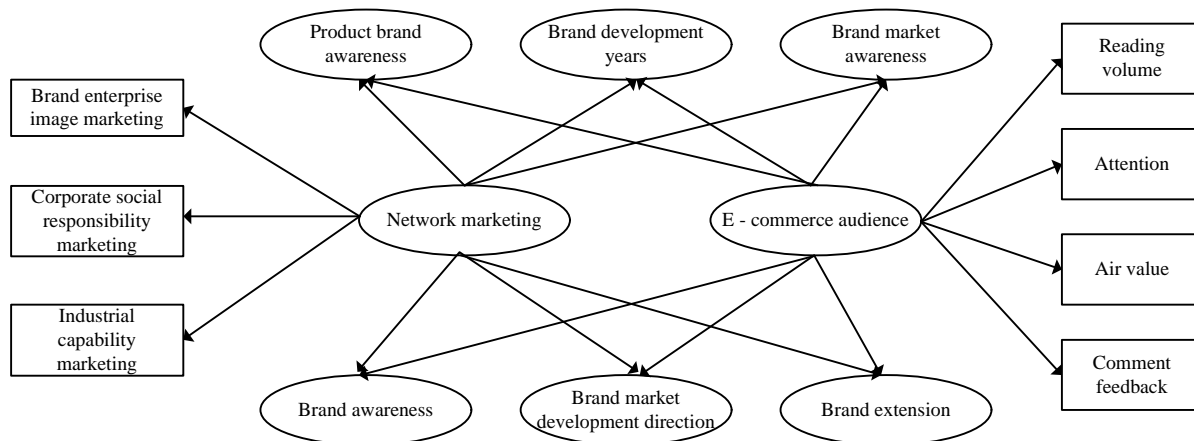 Product brand
awareness
Brand development
years
Brand market
awareness
Reading
volume
Brand enterprise
image marketing
Attention
Corporate social
responsibility
marketing
Network marketing
E - commerce audience
Air value
Industrial
capability
marketing
Comment
feedback
Brand awareness
Brand market
development direction
Brand extension